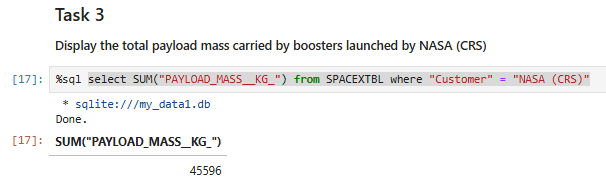 Task 3
Display the total payload mass carried by boosters launched by NASA (CRS)
[17]: %sql select SUM("PAYLOAD_MASS__KG_") from SPACEXTBL where "Customer" = "NASA (CRS)"
* sqlite:///my_data1.db
Done.
[17]: SUM("PAYLOAD_MASS__KG_")
45596